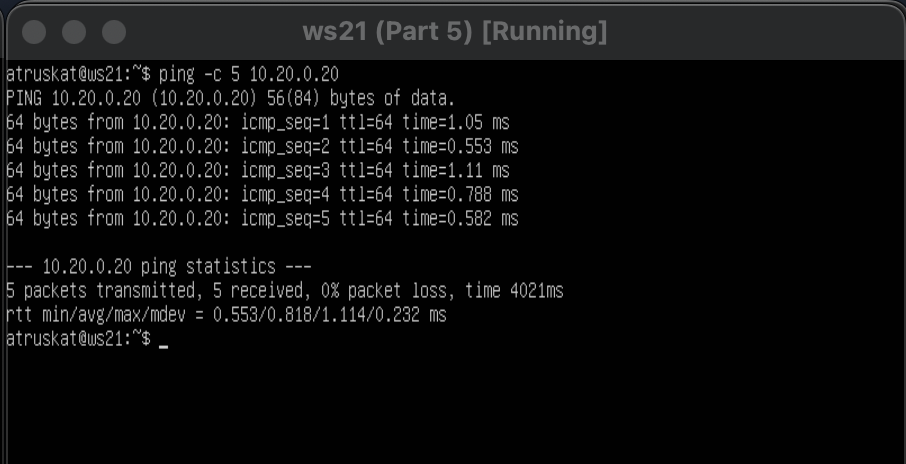 ws21 (Part 5) [Running]
atruskat@ws21:~$ ping -c 5 10.20.0.20
PING 10.20.0.20 (10.20.0.20) 56(84) bytes of data.
64 bytes from 10.20.0.20: icmp_seq=1 ttl=64 time=1.05 ms
64 bytes from 10.20.0.20: icmp_seq=2 ttl=64 time=0.553 ms
64 bytes from 10.20.0.20: icmp_seq=3 ttl=64 time=1.11 ms
64 bytes from 10.20.0.20: icmp_seq=4 ttl=64 time=0.788 ms
64 bytes from 10.20.0.20: icmp_seq=5 ttl=64 time=0.582 ms
--- 10.20.0.20 ping statistics ---
5 packets transmitted, 5 received, 0% packet loss, time 4021ms
rtt min/avg/max/mdev = 0.553/0.818/1.114/0.232 ms
atruskat@ws21:~$ _